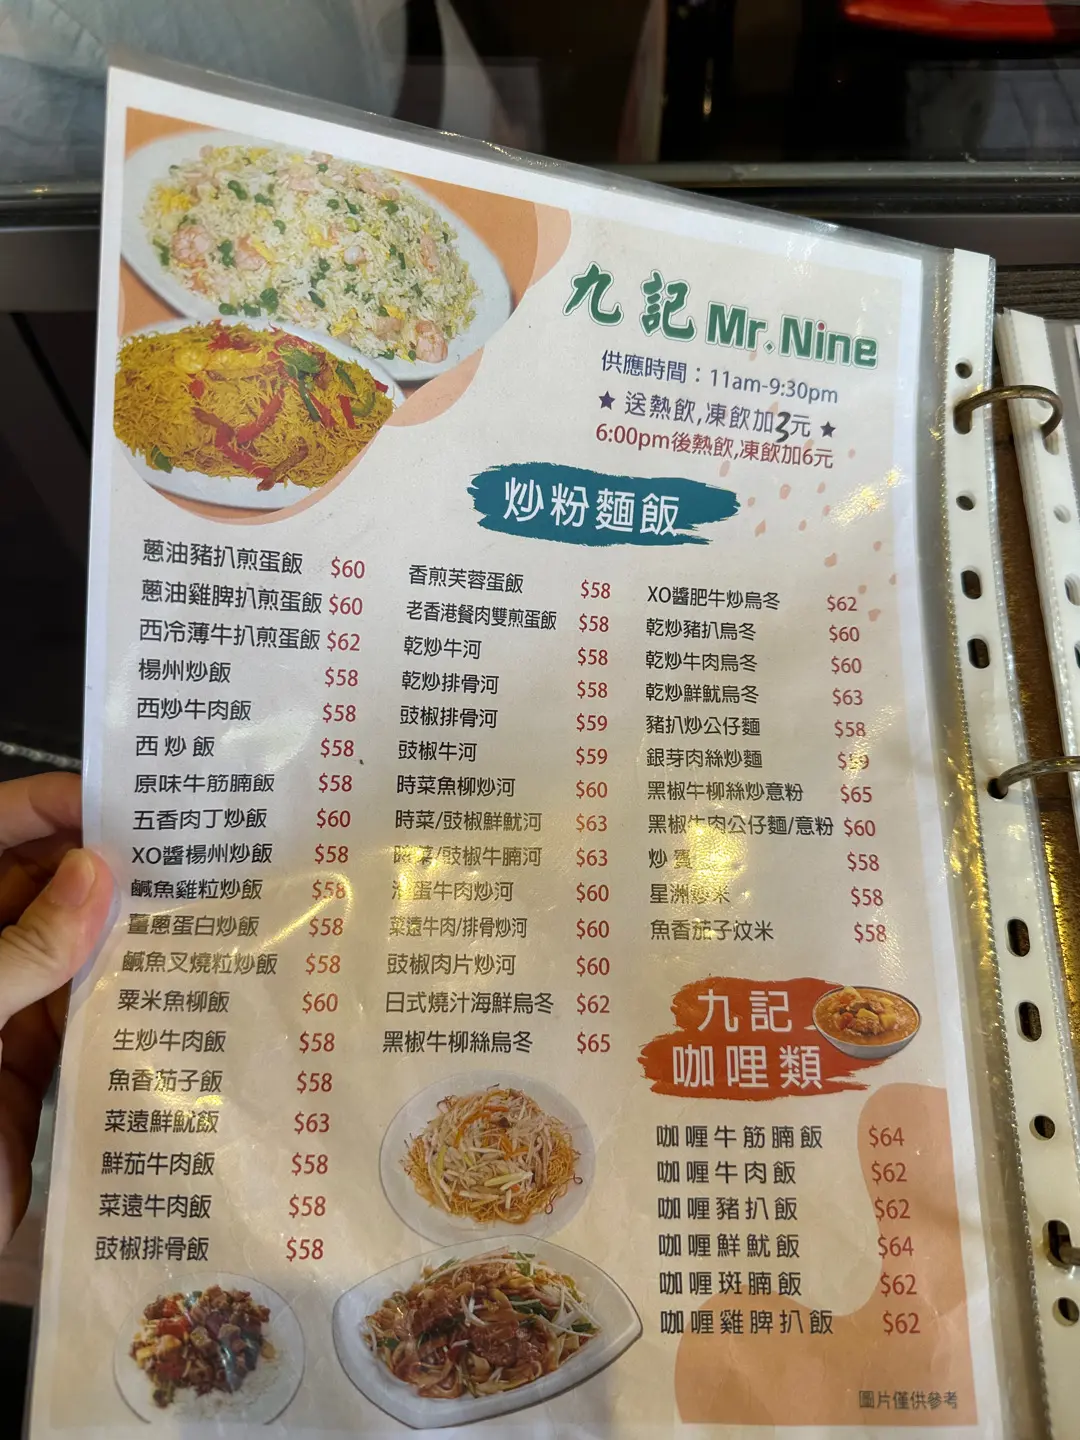 九記 Mr. Nine
供應時間：11am-9:30pm
★ 送熱飲,凍飲加3元 ★
6:00pm後熱飲,凍飲加6元
炒粉麵飯
蔥油豬扒煎蛋飯 $60
蔥油雞脾扒煎蛋飯 $60
西冷薄牛扒煎蛋飯 $62
楊州炒飯 $58
西炒牛肉飯 $58
西炒飯 $58
原味牛筋腩飯 $58
五香肉丁炒飯 $60
XO醬楊州炒飯 $58
鹹魚雞粒炒飯 $58
薑蔥蛋白炒飯 $58
鹹魚叉燒粒炒飯 $58
粟米魚柳飯 $60
生炒牛肉飯 $58
魚香茄子飯 $58
菜遠鮮魷飯 $63
鮮茄牛肉飯 $58
菜遠牛肉飯 $58
豉椒排骨飯 $58
香煎芙蓉蛋飯 $58
老香港餐肉雙煎蛋飯 $58
乾炒牛河 $58
乾炒排骨河 $58
豉椒排骨河 $59
豉椒牛河 $59
時菜魚柳炒河 $60
時菜/豉椒鮮魷河 $63
時菜/豉椒牛腩河 $63
滑蛋牛肉炒河 $60
菜遠牛肉/排骨炒河 $60
豉椒肉片炒河 $60
日式燒汁海鮮烏冬 $62
黑椒牛柳絲烏冬 $65
XO醬肥牛炒烏冬 $62
乾炒豬扒烏冬 $60
乾炒牛肉烏冬 $60
乾炒鮮魷烏冬 $63
豬扒炒公仔麵 $58
銀芽肉絲炒麵
黑椒牛柳絲炒意粉 $65
黑椒牛肉公仔麵/意粉 $60
炒貴 $58
星洲炒米 $58
魚香茄子炆米 $58
九記
咖哩類
咖喱牛筋腩飯 $64
咖喱牛肉飯 $62
咖喱豬扒飯 $62
咖喱鮮魷飯 $64
咖喱斑腩飯 $62
咖喱雞脾扒飯 $62
圖片僅供參考